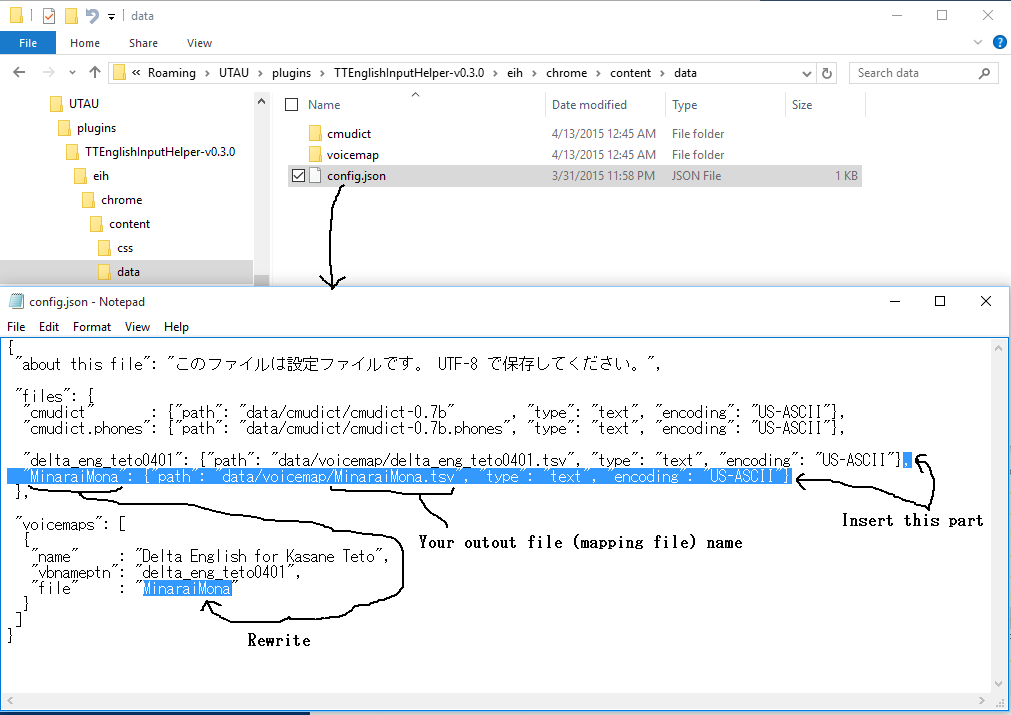 data
File Home Share View
« Roaming > UTAU > plugins > TTEnglishInputHelper-v0.3.0 > eih > chrome > content > data
Search data
UTAU
plugins
TTEnglishInputHelper-v0.3.0
eih
chrome
content
css
data
Name Date modified Type Size
cmudict 4/13/2015 12:45 AM File folder
voicemap 4/13/2015 12:45 AM File folder
config.json 3/31/2015 11:58 PM JSON File 1 KB
config.json - Notepad
File Edit Format View Help
{
"about this file": "このファイルは設定ファイルです。 UTF-8 で保存してください。",
"files": {
"cmudict" : {"path": "data/cmudict/cmudict-0.7b" , "type": "text", "encoding": "US-ASCII"},
"cmudict.phones": {"path": "data/cmudict/cmudict-0.7b.phones", "type": "text", "encoding": "US-ASCII"},
"delta_eng_teto0401": {"path": "data/voicemap/delta_eng_teto0401.tsv", "type": "text", "encoding": "US-ASCII"},
"MinaraiMona": {"path": "data/voicemap/MinaraiMona.tsv", "type": "text", "encoding": "US-ASCII"}
},
Insert this part
"voicemaps": [
{
Your outout file (mapping file) name
"name" : "Delta English for Kasane Teto",
"vbnameptn": "delta_eng_teto0401",
"file" : "MinaraiMona"
}
]
}
Rewrite